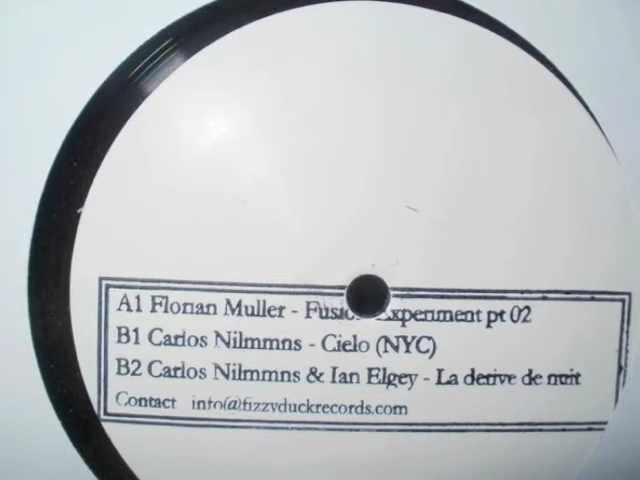 A1 Florian Muller - Fusion Experiment pt 02
B1 Carlos Nilmmns - Cielo (NYC)
B2 Carlos Nilmmns & Ian Elgey - La derive de nuit
Contact info@fizzyduckrecords.com